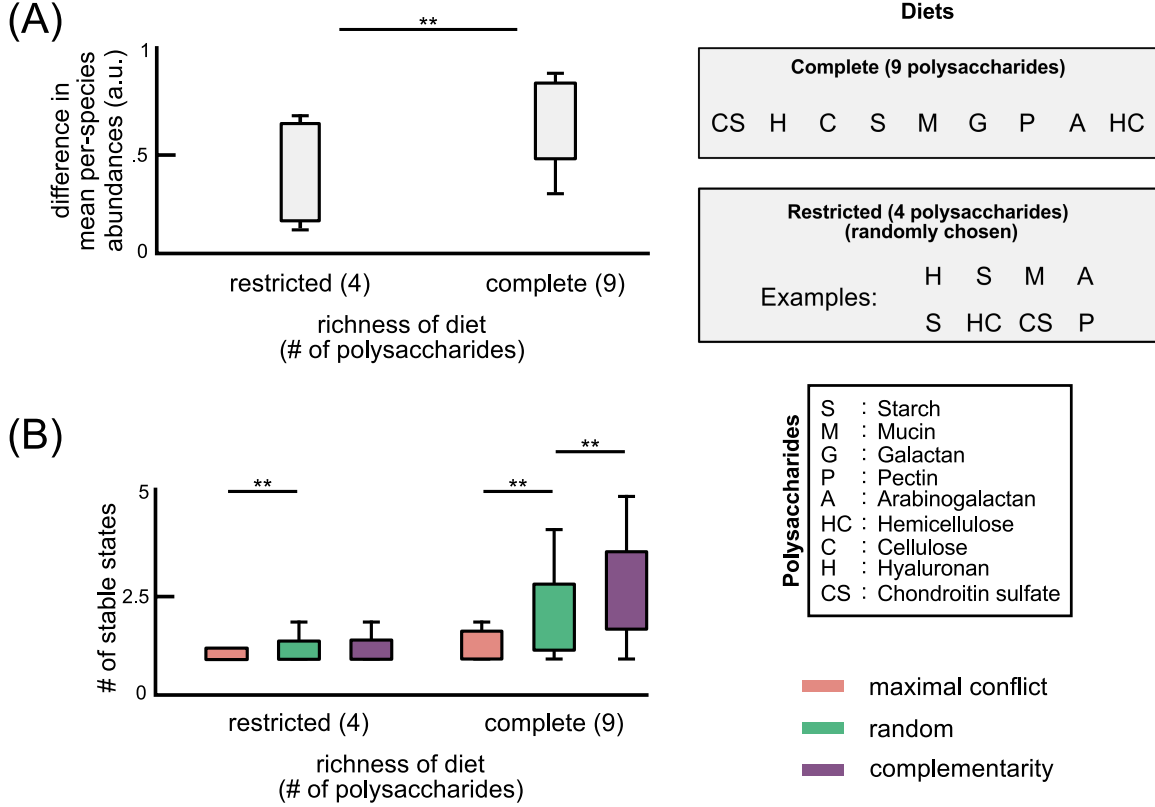 (A)
**
difference in
mean per-species
abundances (a.u.)
1
.5
0
restricted (4)
complete (9)
richness of diet
(# of polysaccharides)
Diets
Complete (9 polysaccharides)
CS H C S M G P A HC
Restricted (4 polysaccharides)
(randomly chosen)
Examples:
H S M A
S HC CS P
(B)
**
**
**
# of stable states
5
2.5
0
restricted (4)
complete (9)
richness of diet
(# of polysaccharides)
Polysaccharides
S : Starch
M : Mucin
G : Galactan
P : Pectin
A : Arabinogalactan
HC : Hemicellulose
C : Cellulose
H : Hyaluronan
CS : Chondroitin sulfate
maximal conflict
random
complementarity